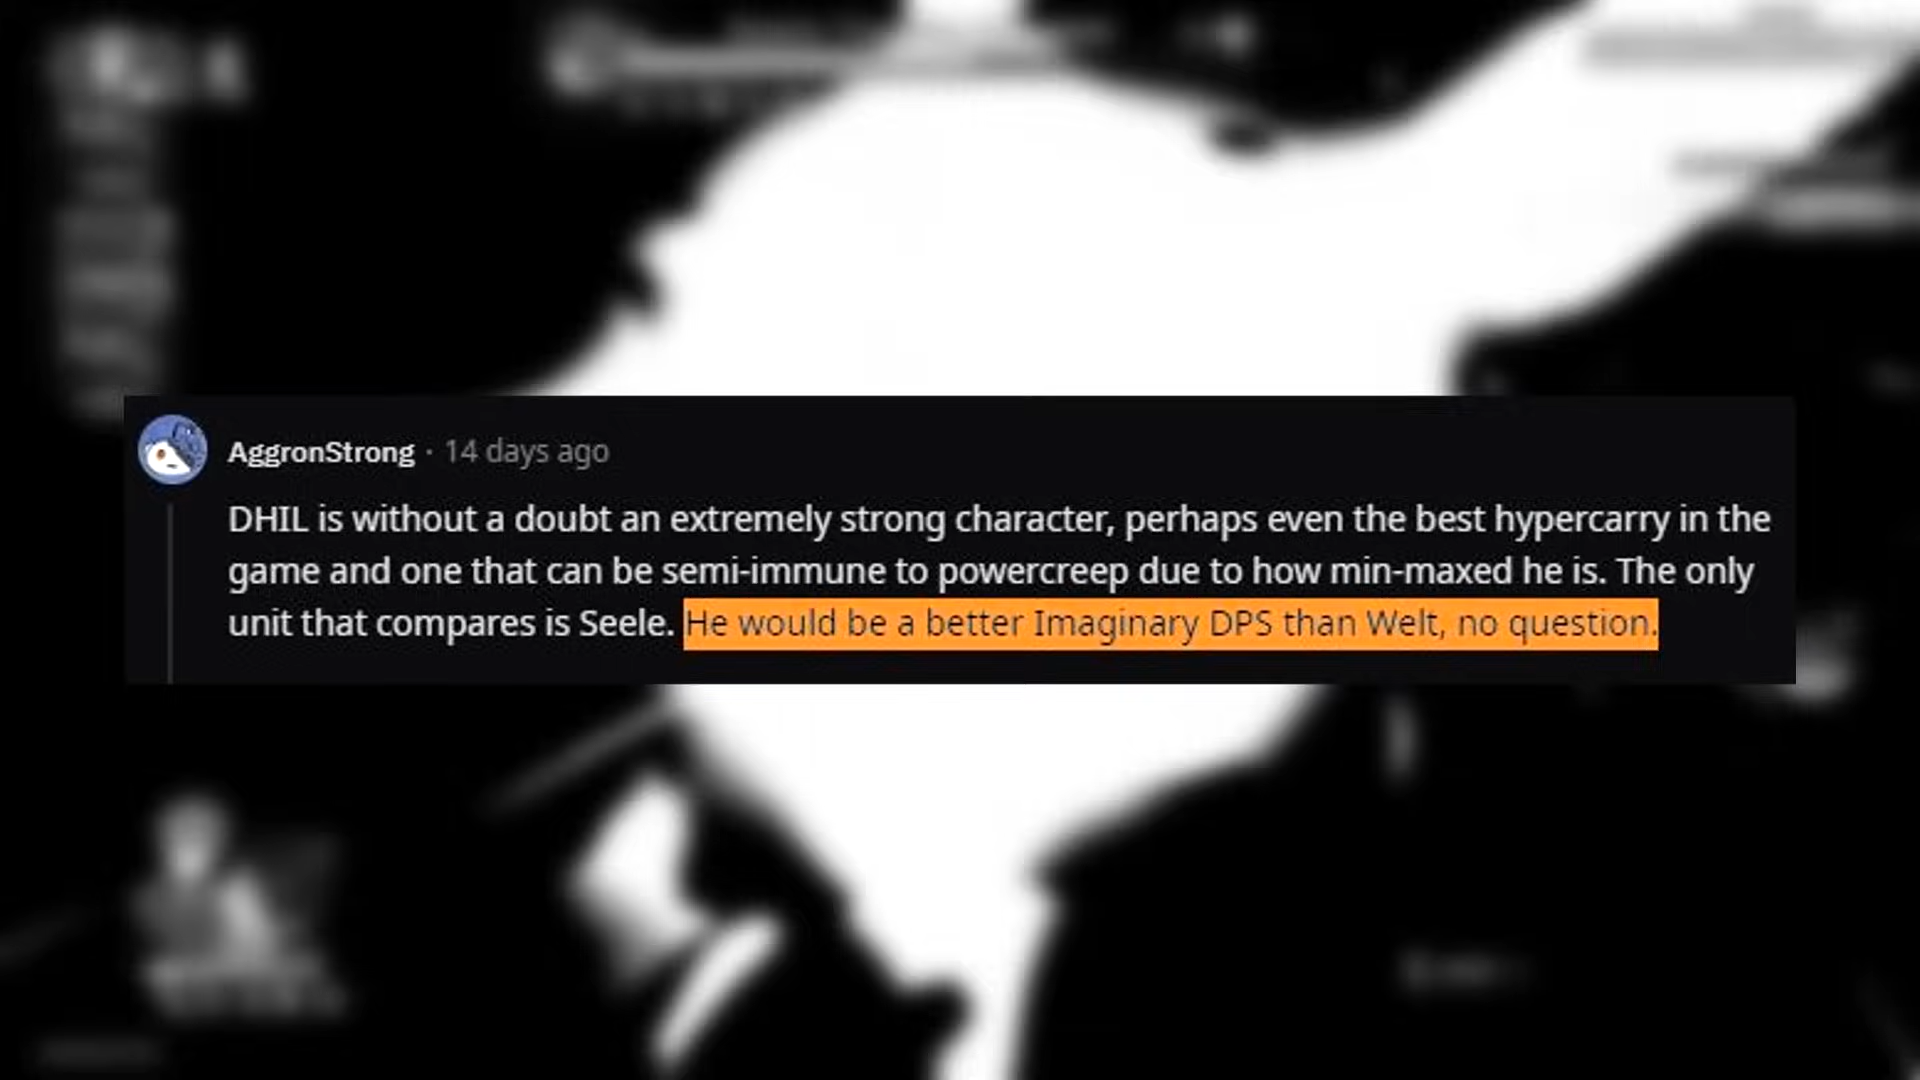 AggronStrong · 14 days ago
DHIL is without a doubt an extremely strong character, perhaps even the best hypercarry in the
game and one that can be semi-immune to powercreep due to how min-maxed he is. The only
unit that compares is Seele. He would be a better Imaginary DPS than Welt, no question.